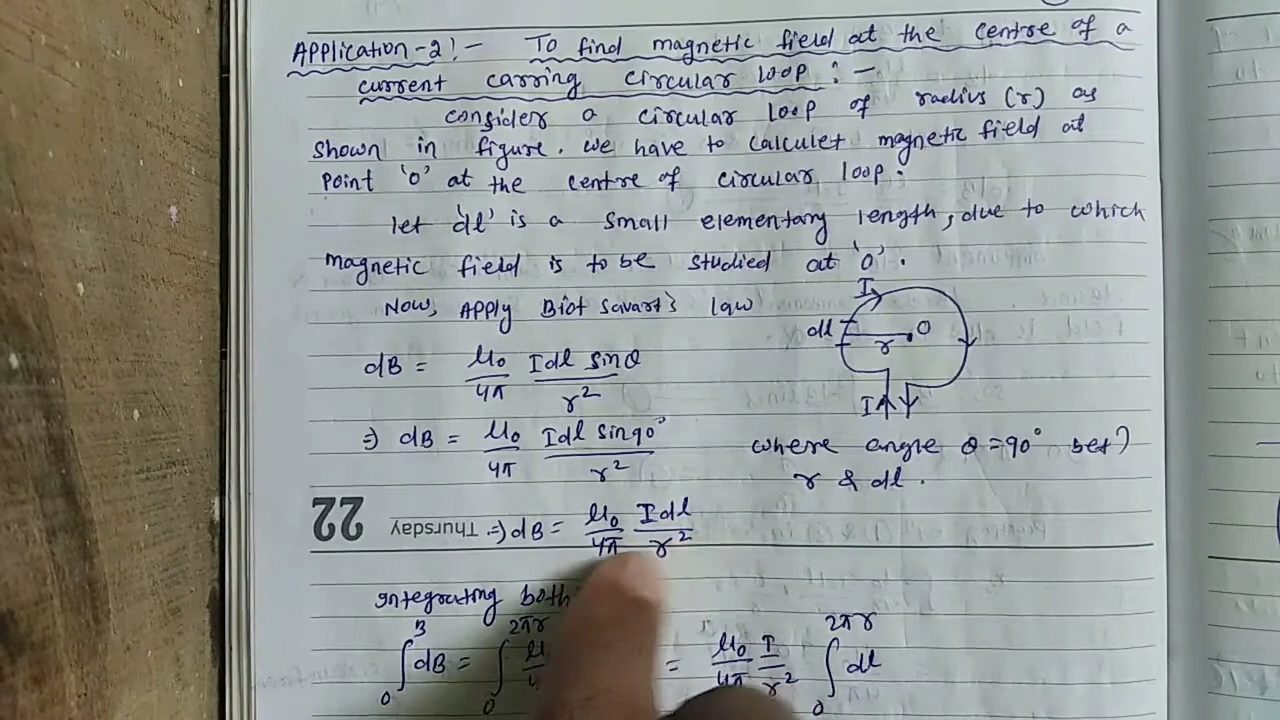 Application-2:- To find magnetic field at the centre of a
current carring circular loop :-
consider a circular loop of radius (r) as
shown in figure. we have to calculet magnetic field at
point 'O' at the centre of circular loop.
let 'dl' is a small elementary length, due to which
magnetic field is to be studied at 'O'.
Now, Apply Biot Savart's law
I
dl
r
O
I
dB = μ₀/4π Idl sinθ/r²
⇒ dB = μ₀/4π Idl sin90°/r² where angle θ = 90° betⁿ
r & dl.
22 Thursday ⇒ dB = μ₀/4π Idl/r²
Integrating both
∫₀ᴮ dB = ∫₀^2πr = μ₀/4π I/r² ∫₀^2πr dl